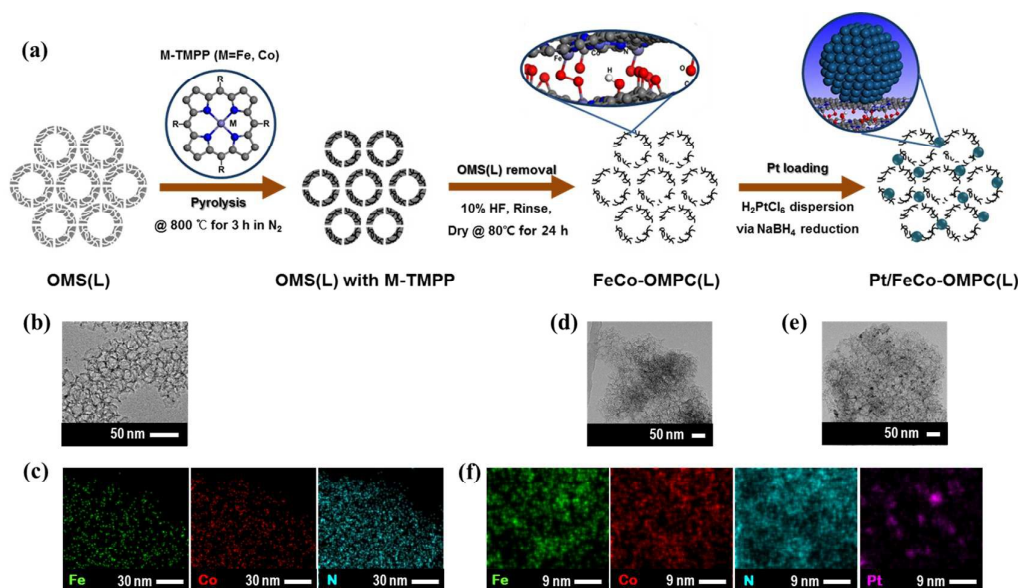 (a)
M-TMPP (M=Fe, Co)
R
R
M
R
R
Pyrolysis
@ 800 ℃ for 3 h in N₂
OMS(L) removal
10% HF, Rinse,
Dry @ 80℃ for 24 h
Fe
Co
N
H
O
C
Pt loading
H₂PtCl₆ dispersion
via NaBH₄ reduction
OMS(L)
OMS(L) with M-TMPP
FeCo-OMPC(L)
Pt/FeCo-OMPC(L)
(b)
50 nm
(d)
50 nm
(e)
50 nm
(c)
Fe
30 nm
Co
30 nm
N
30 nm
(f)
Fe
9 nm
Co
9 nm
N
9 nm
Pt
9 nm